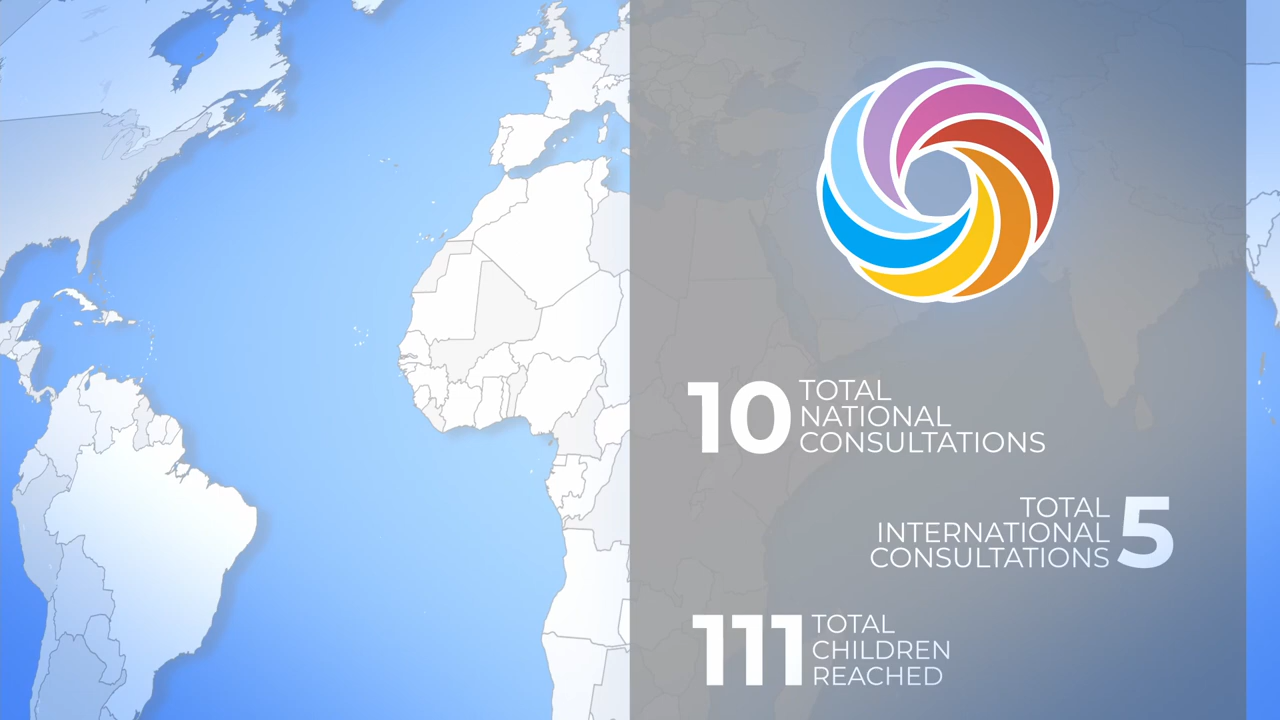 10 TOTAL
NATIONAL
CONSULTATIONS
TOTAL
INTERNATIONAL
CONSULTATIONS 5
111 TOTAL
CHILDREN
REACHED